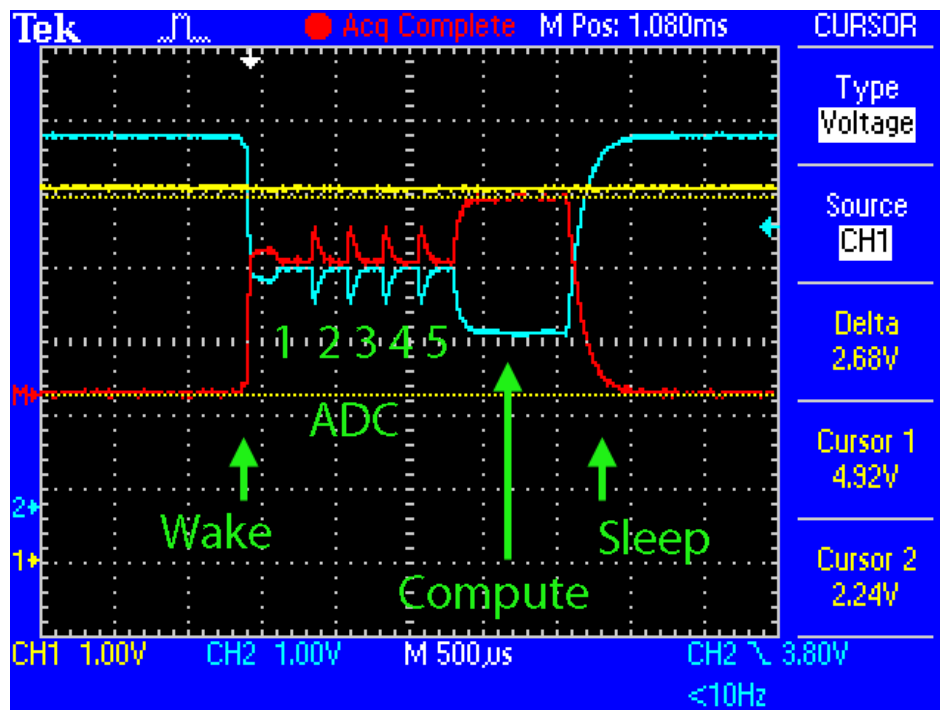 Tek Acq Complete M Pos: 1.080ms CURSOR
Type
Voltage
Source
CH1
Delta
2.68V
Cursor 1
4.92V
Cursor 2
2.24V
1 2 3 4 5
M
ADC
2
Wake
Sleep
1
Compute
CH1 1.00V CH2 1.00V M 500µs CH2 3.80V
<10Hz